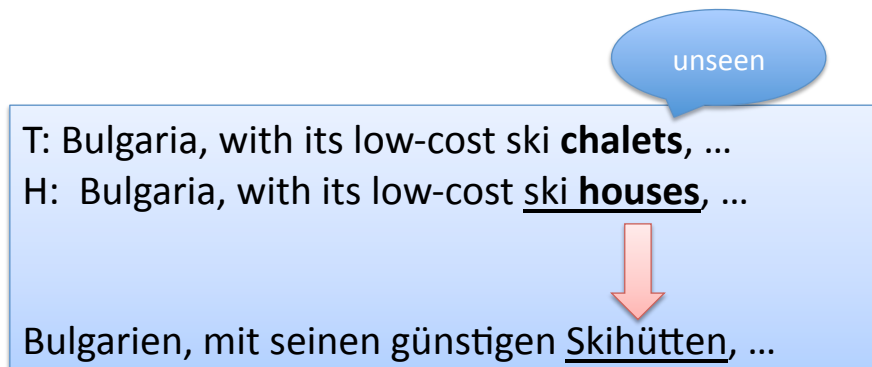 unseen
T: Bulgaria, with its low-cost ski chalets, ...
H: Bulgaria, with its low-cost ski houses, ...
Bulgarien, mit seinen günstigen Skihütten, ...